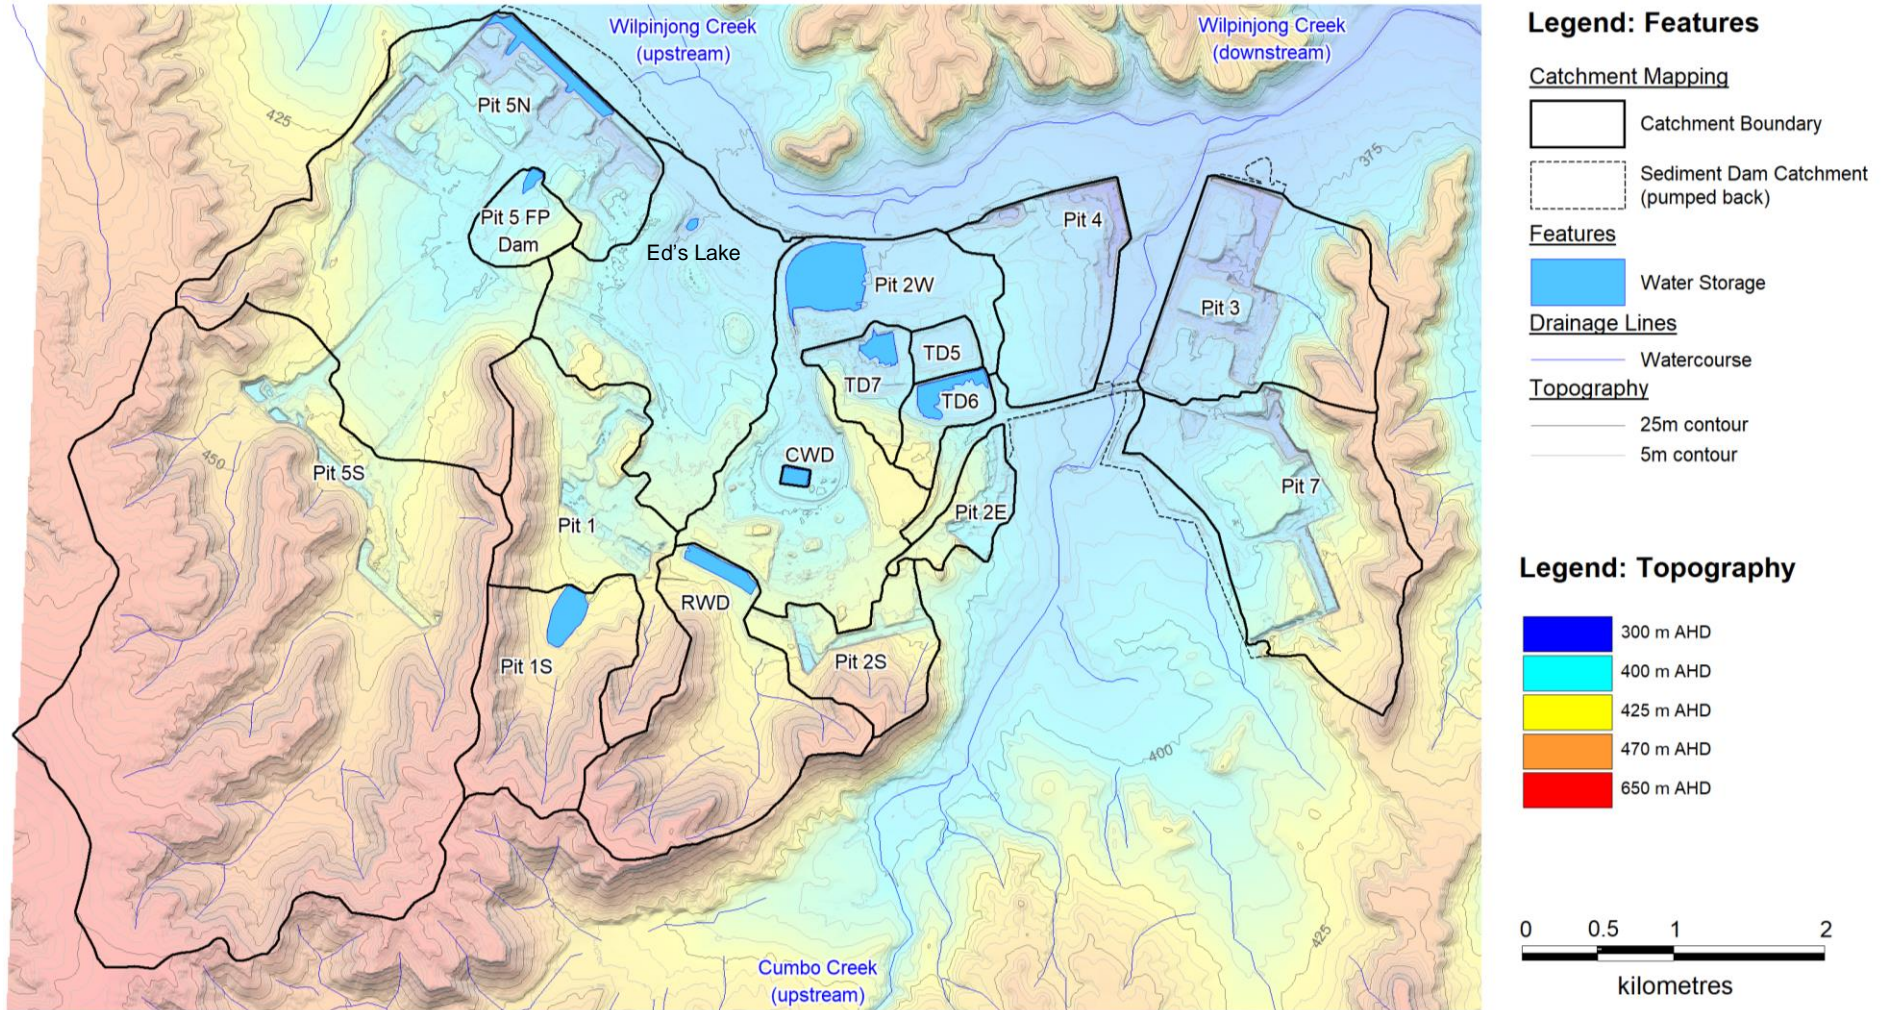 Wilpinjong Creek
(upstream)
Wilpinjong Creek
(downstream)
425
Pit 5N
375
Pit 5 FP
Dam
Pit 4
Ed's Lake
Pit 2W
Pit 3
TD5
TD7
TD6
450
Pit 5S
CWD
Pit 7
Pit 1
Pit 2E
RWD
Pit 1S
Pit 2S
400
425
Cumbo Creek
(upstream)
Legend: Features
Catchment Mapping
Catchment Boundary
Sediment Dam Catchment
(pumped back)
Features
Water Storage
Drainage Lines
Watercourse
Topography
25m contour
5m contour
Legend: Topography
300 m AHD
400 m AHD
425 m AHD
470 m AHD
650 m AHD
0 0.5 1 2
kilometres